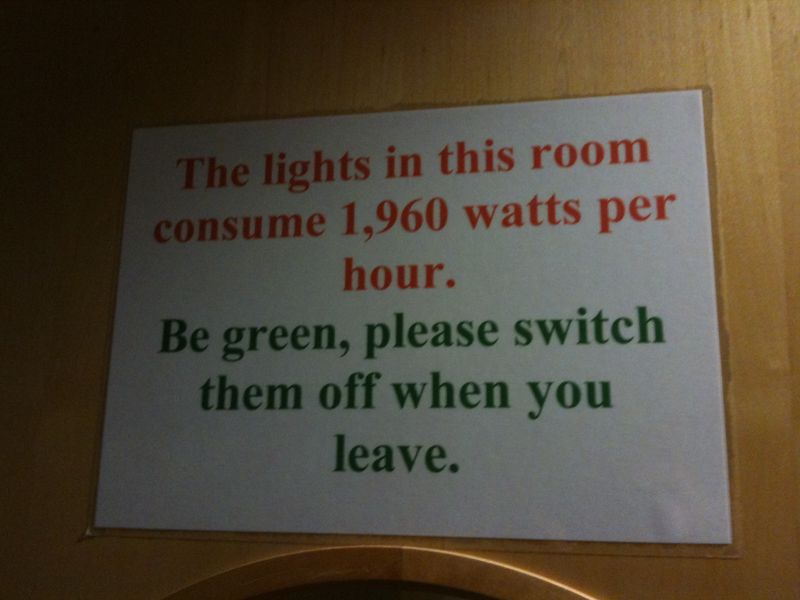 The lights in this room
consume 1,960 watts per
hour.
Be green, please switch
them off when you
leave.